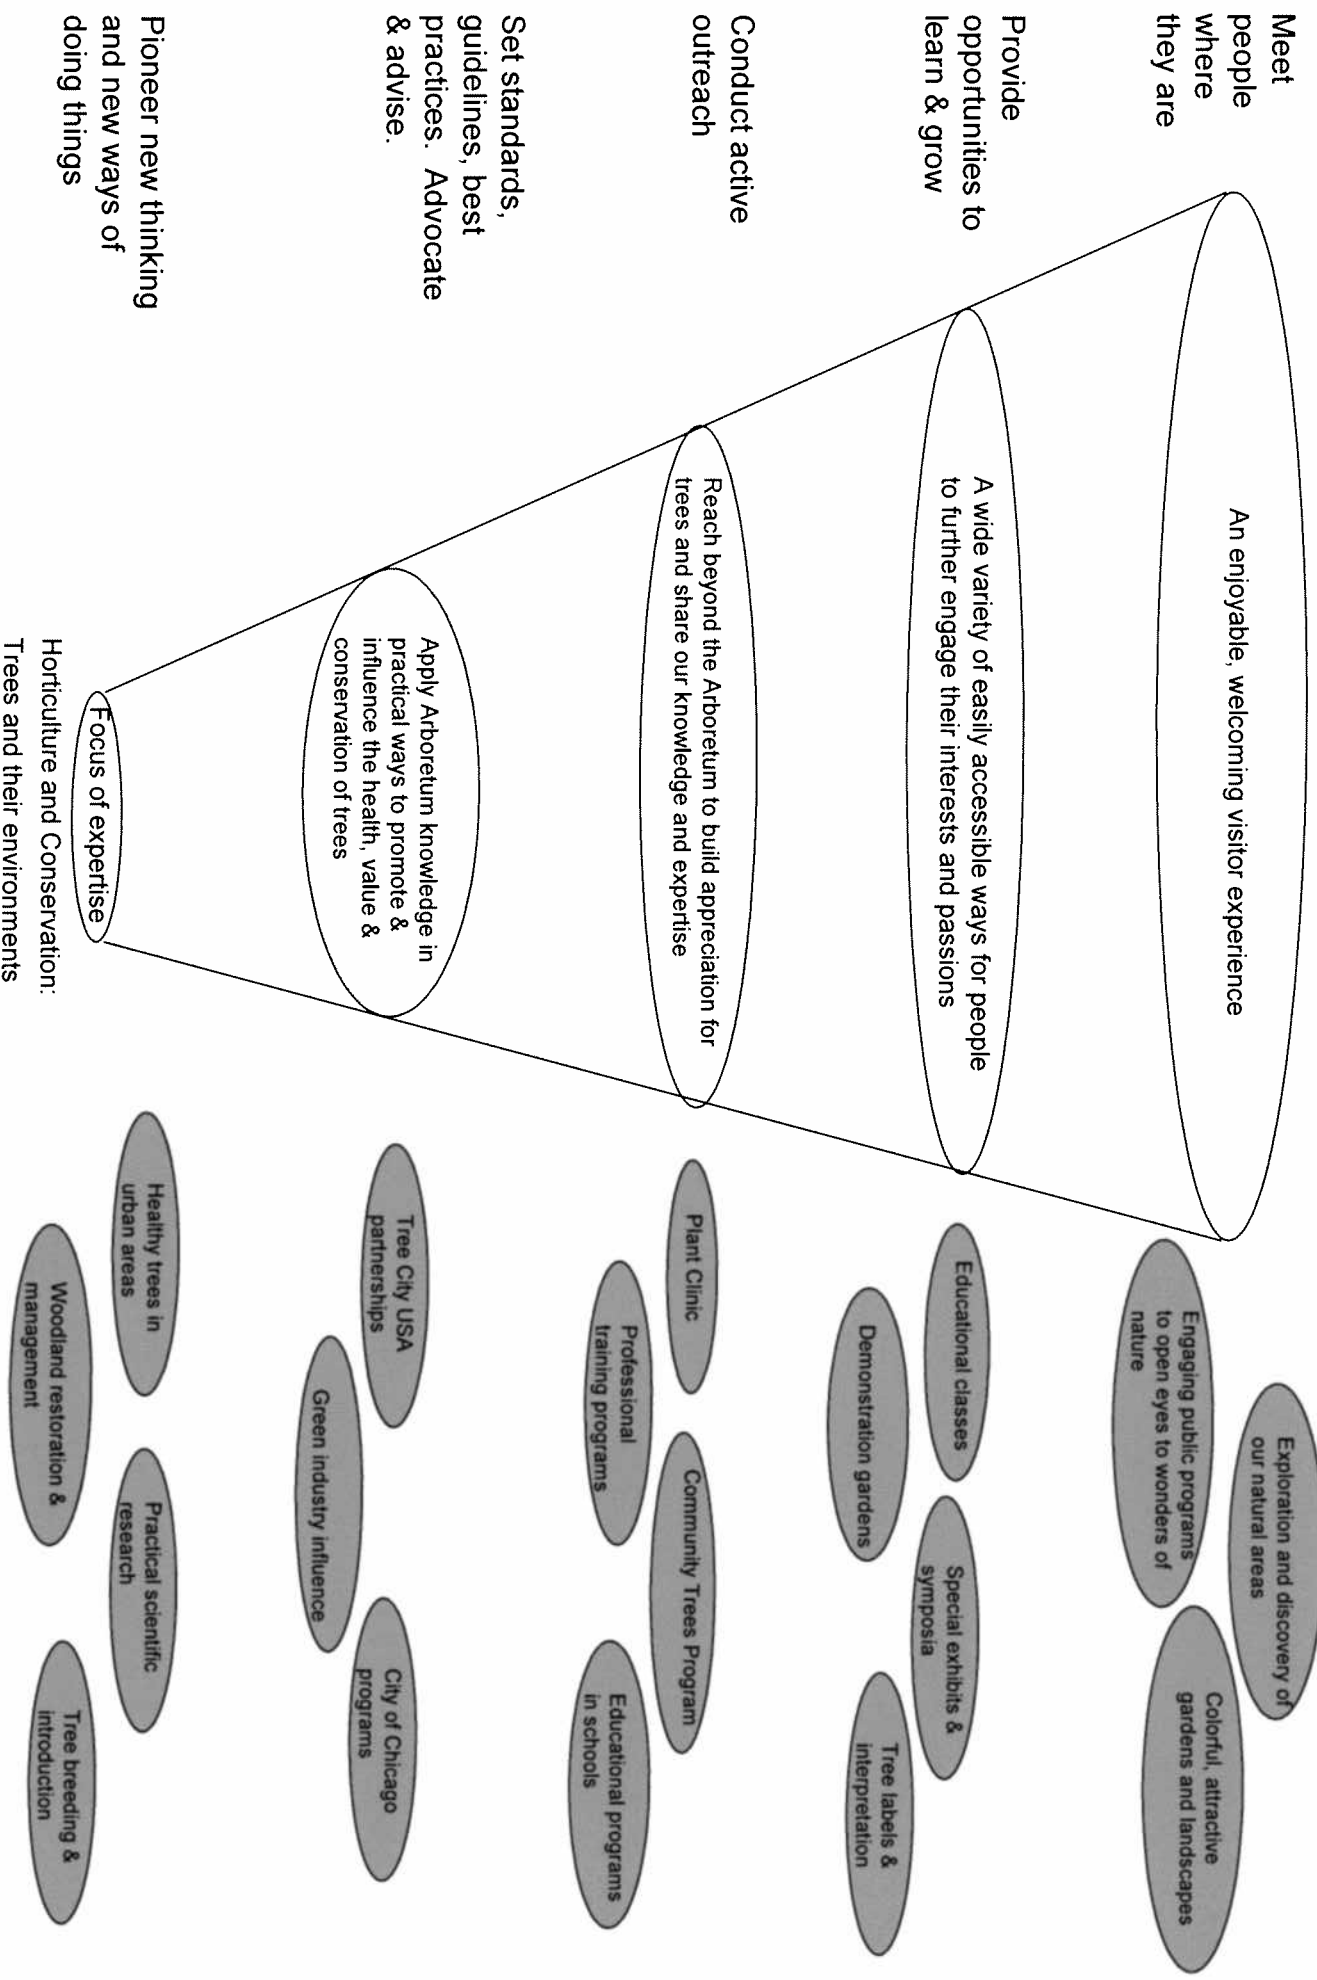 Meet
people
where
they are
An enjoyable, welcoming visitor experience
Exploration and discovery of
our natural areas
Engaging public programs
to open eyes to wonders of
nature
Colorful, attractive
gardens and landscapes
Provide
opportunities to
learn & grow
A wide variety of easily accessible ways for people
to further engage their interests and passions
Educational classes
Special exhibits &
symposia
Demonstration gardens
Tree labels &
interpretation
Conduct active
outreach
Reach beyond the Arboretum to build appreciation for
trees and share our knowledge and expertise
Plant Clinic
Community Trees Program
Professional
training programs
Educational programs
in schools
Set standards,
guidelines, best
practices. Advocate
& advise.
Apply Arboretum knowledge in
practical ways to promote &
influence the health, value &
conservation of trees
Tree City USA
partnerships
City of Chicago
programs
Green industry influence
Pioneer new thinking
and new ways of
doing things
Focus of expertise
Horticulture and Conservation:
Trees and their environments
Healthy trees in
urban areas
Practical scientific
research
Woodland restoration &
management
Tree breeding &
introduction